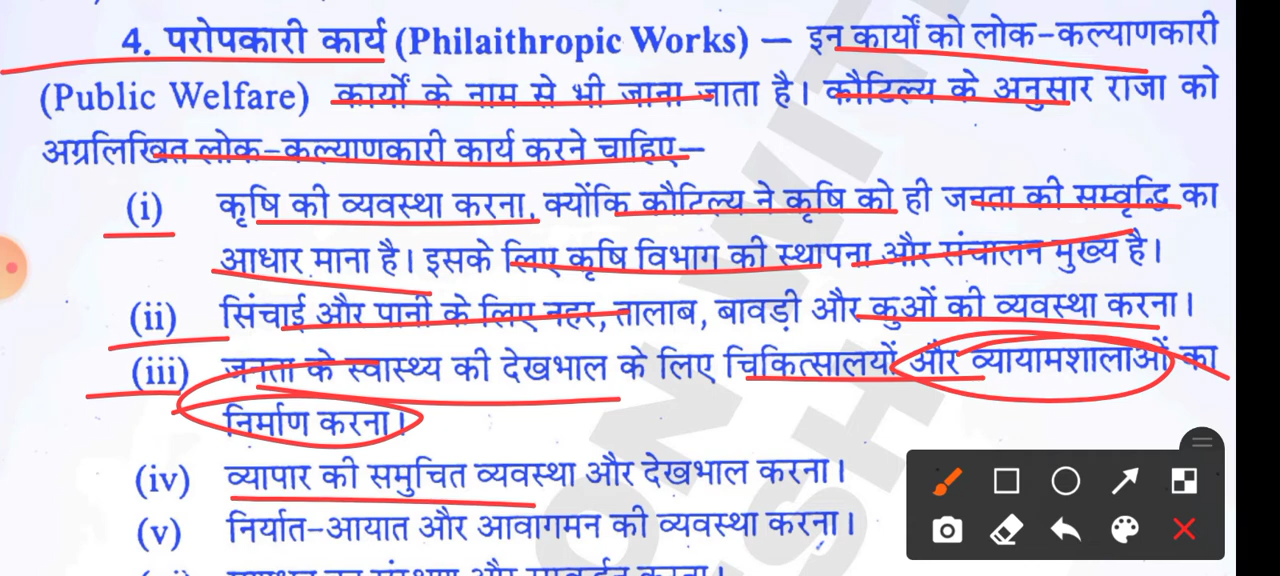 4. परोपकारी कार्य (Philaithropic Works) — इन कार्यों को लोक-कल्याणकारी
(Public Welfare) कार्यों के नाम से भी जाना जाता है। कौटिल्य के अनुसार राजा को
अग्रलिखित लोक-कल्याणकारी कार्य करने चाहिए—
(i) कृषि की व्यवस्था करना, क्योंकि कौटिल्य ने कृषि को ही जनता की सम्वृद्धि का
आधार माना है। इसके लिए कृषि विभाग की स्थापना और संचालन मुख्य है।
(ii) सिंचाई और पानी के लिए नहर, तालाब, बावड़ी और कुओं की व्यवस्था करना।
(iii) जनता के स्वास्थ्य की देखभाल के लिए चिकित्सालयों और व्यायामशालाओं का
निर्माण करना।
(iv) व्यापार की समुचित व्यवस्था और देखभाल करना।
(v) निर्यात-आयात और आवागमन की व्यवस्था करना।